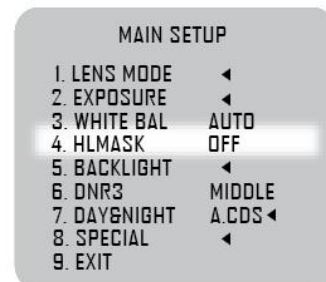 MAIN SETUP
1. LENS MODE ◄
2. EXPOSURE ◄
3. WHITE BAL AUTO
4. HLMASK OFF
5. BACKLIGHT ◄
6. DNR3 MIDDLE
7. DAY&NIGHT A.CDS◄
8. SPECIAL ◄
9. EXIT